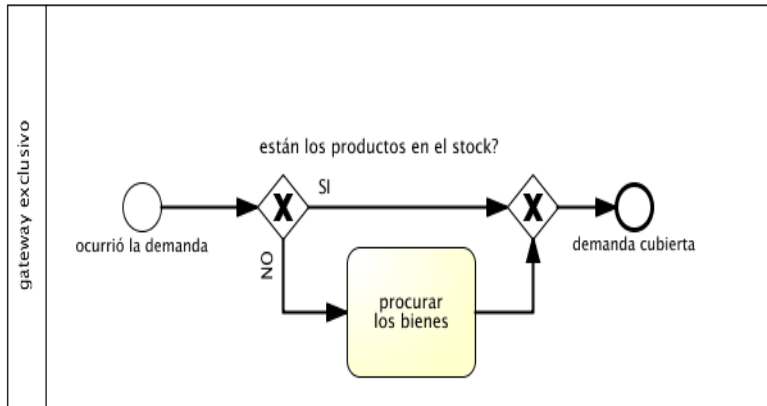 gateway exclusivo
están los productos en el stock?
SI
X
X
ocurrió la demanda
demanda cubierta
NO
procurar
los bienes